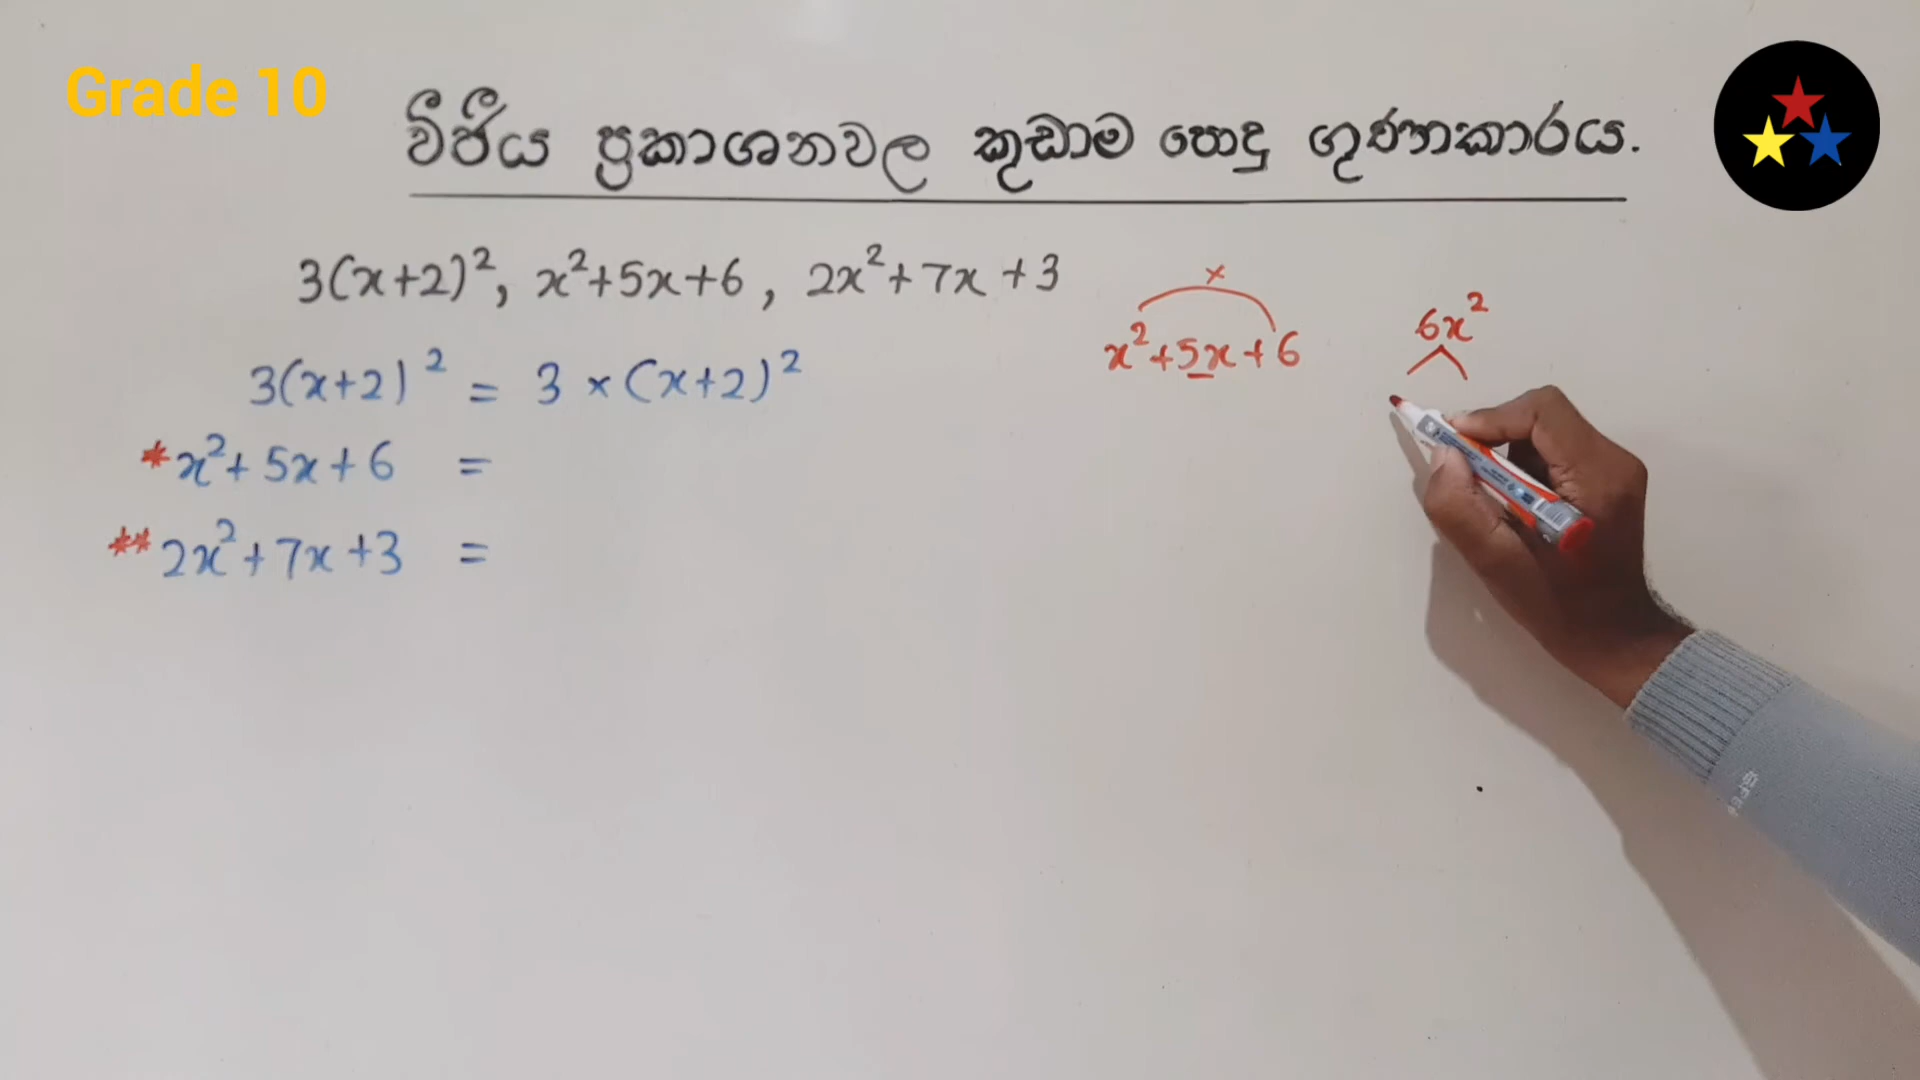 Grade 10
වීජීය ප්‍රකාශනවල කුඩාම පොදු ගුණාකාරය.
3(x+2)², x²+5x+6, 2x²+7x+3
x²+5x+6
×
6x²
3(x+2)² = 3 × (x+2)²
*x²+5x+6 =
**2x²+7x+3 =